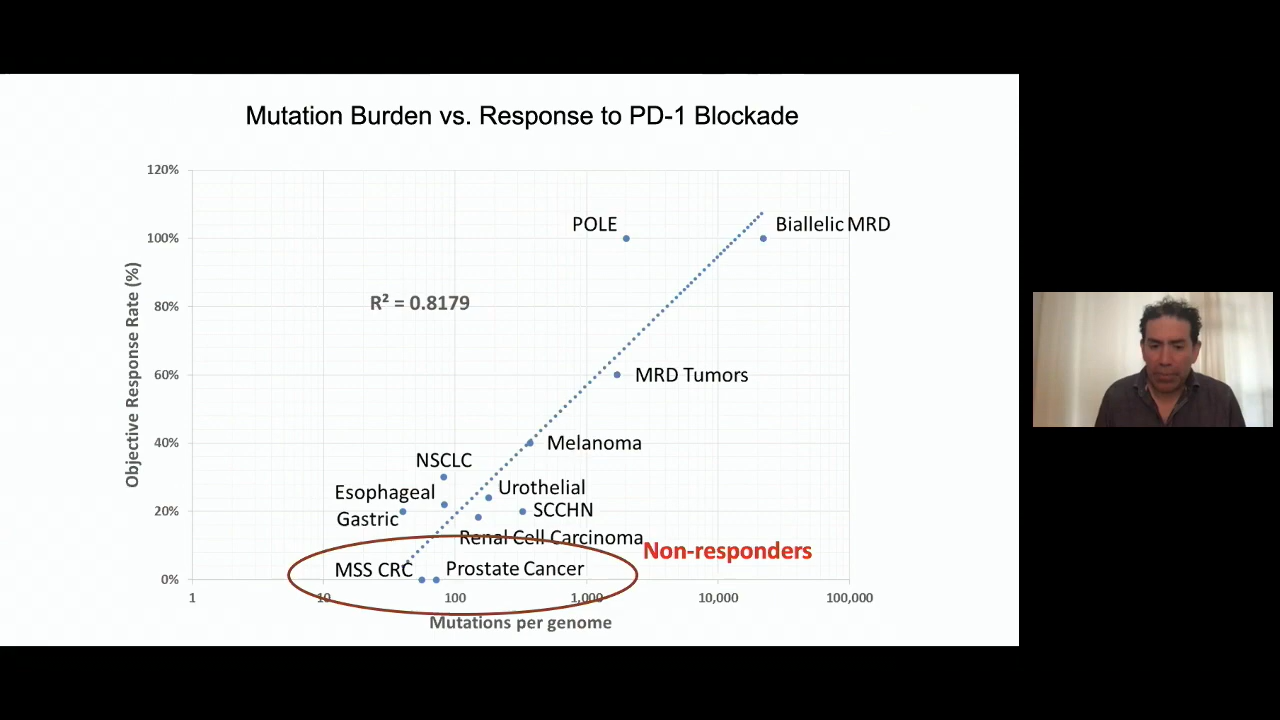 Mutation Burden vs. Response to PD-1 Blockade
120%
100%
80%
60%
40%
20%
0%
Objective Response Rate (%)
POLE
Biallelic MRD
R² = 0.8179
MRD Tumors
Melanoma
NSCLC
Esophageal
Urothelial
Gastric
SCCHN
Renal Cell Carcinoma
Non-responders
MSS CRC
Prostate Cancer
1 10 100 1,000 10,000 100,000
Mutations per genome